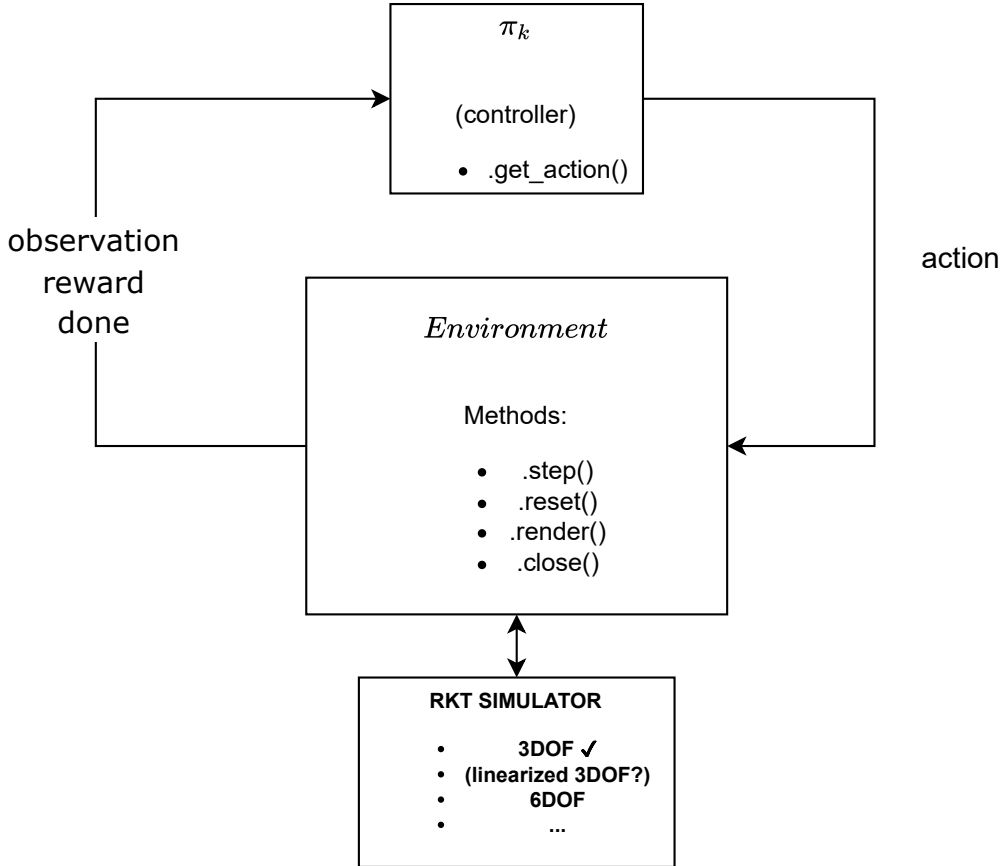 π_k
(controller)
• .get_action()
observation
reward
done
action
Environment
Methods:
• .step()
• .reset()
• .render()
• .close()
RKT SIMULATOR
• 3DOF ✓
• (linearized 3DOF?)
• 6DOF
• ...